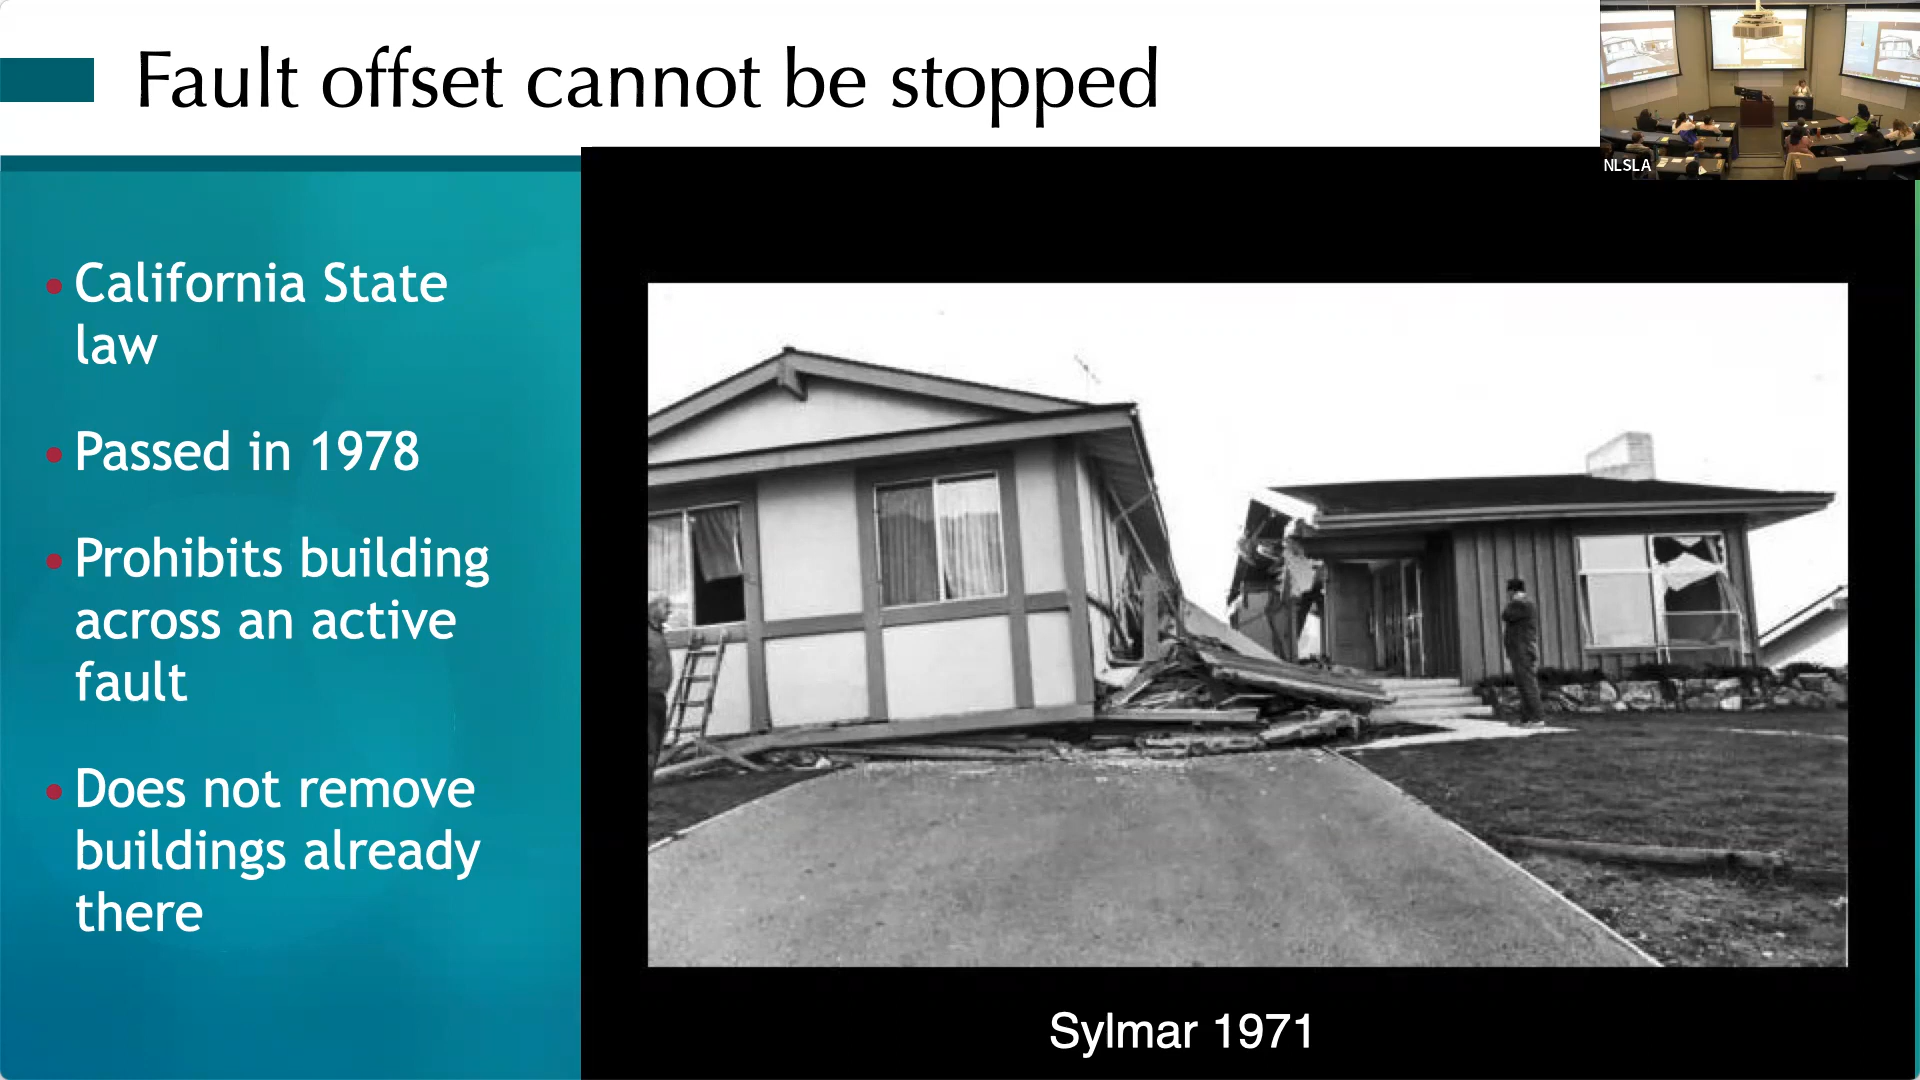 Fault offset cannot be stopped
NLSLA
California State
law
Passed in 1978
Prohibits building
across an active
fault
Does not remove
buildings already
there
Sylmar 1971